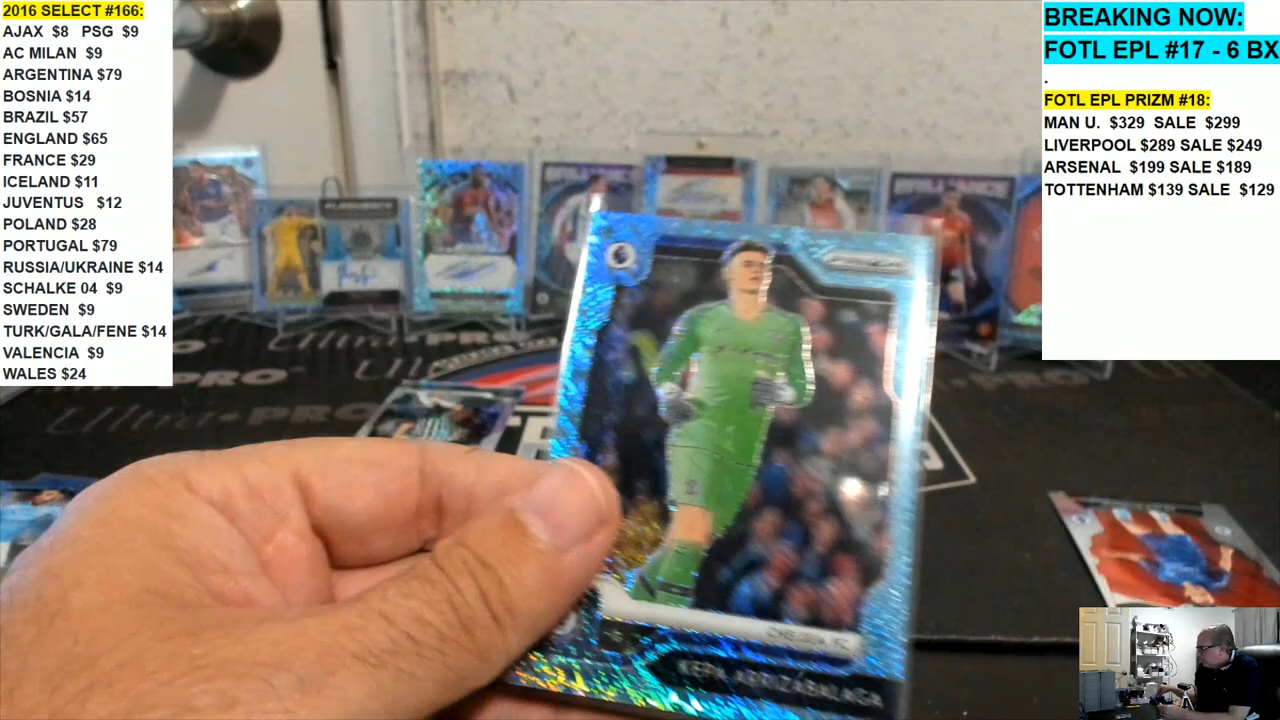 2016 SELECT #166:
AJAX $8 PSG $9
AC MILAN $9
ARGENTINA $79
BOSNIA $14
BRAZIL $57
ENGLAND $65
FRANCE $29
ICELAND $11
JUVENTUS $12
POLAND $28
PORTUGAL $79
RUSSIA/UKRAINE $14
SCHALKE 04 $9
SWEDEN $9
TURK/GALA/FENE $14
VALENCIA $9
WALES $24
BREAKING NOW:
FOTL EPL #17 - 6 BX
.
FOTL EPL PRIZM #18:
MAN U. $329 SALE $299
LIVERPOOL $289 SALE $249
ARSENAL $199 SALE $189
TOTTENHAM $139 SALE $129
CHELSEA FC
KEPA ARRIZABALAGA
Ultra PRO